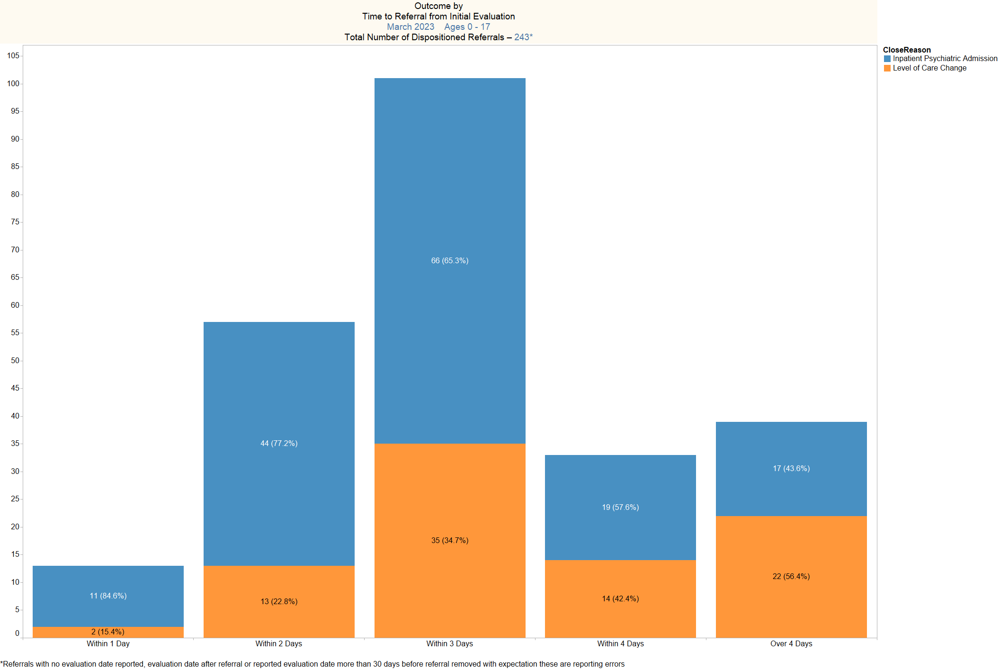 Outcome by
Time to Referral from Initial Evaluation
March 2023 Ages 0 - 17
Total Number of Dispositioned Referrals – 243*
CloseReason
Inpatient Psychiatric Admission
Level of Care Change
105
100
95
90
85
80
75
70
65
60
55
50
45
40
35
30
25
20
15
10
5
0
11 (84.6%)
2 (15.4%)
44 (77.2%)
13 (22.8%)
66 (65.3%)
35 (34.7%)
19 (57.6%)
14 (42.4%)
17 (43.6%)
22 (56.4%)
Within 1 Day
Within 2 Days
Within 3 Days
Within 4 Days
Over 4 Days
*Referrals with no evaluation date reported, evaluation date after referral or reported evaluation date more than 30 days before referral removed with expectation these are reporting errors